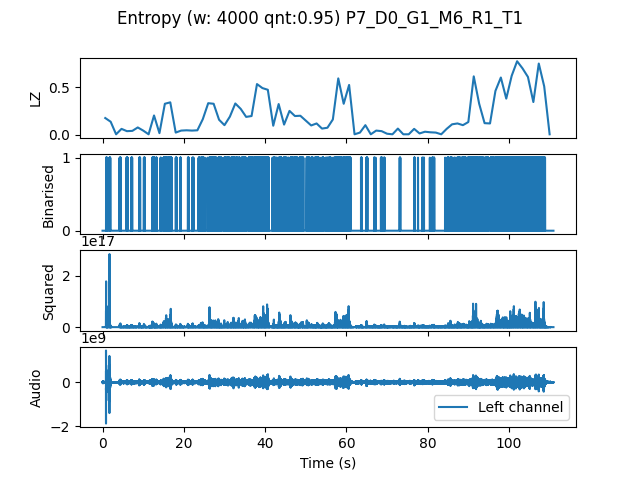 Entropy (w: 4000 qnt:0.95) P7_D0_G1_M6_R1_T1
LZ
0.5
0.0
Binarised
1
0
1e17
Squared
2
0
1e9
Audio
0
−2
Left channel
0 20 40 60 80 100
Time (s)